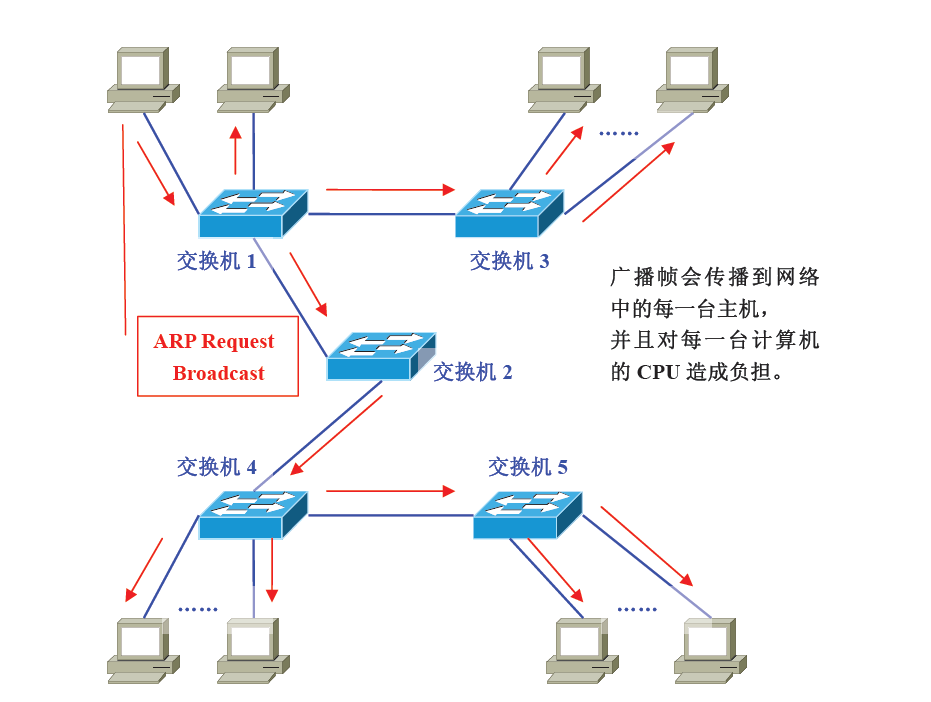 ……
交换机 1
交换机 3
广播帧会传播到网络
中的每一台主机，
并且对每一台计算机
的 CPU 造成负担。
ARP Request
Broadcast
交换机 2
交换机 4
交换机 5
……
……